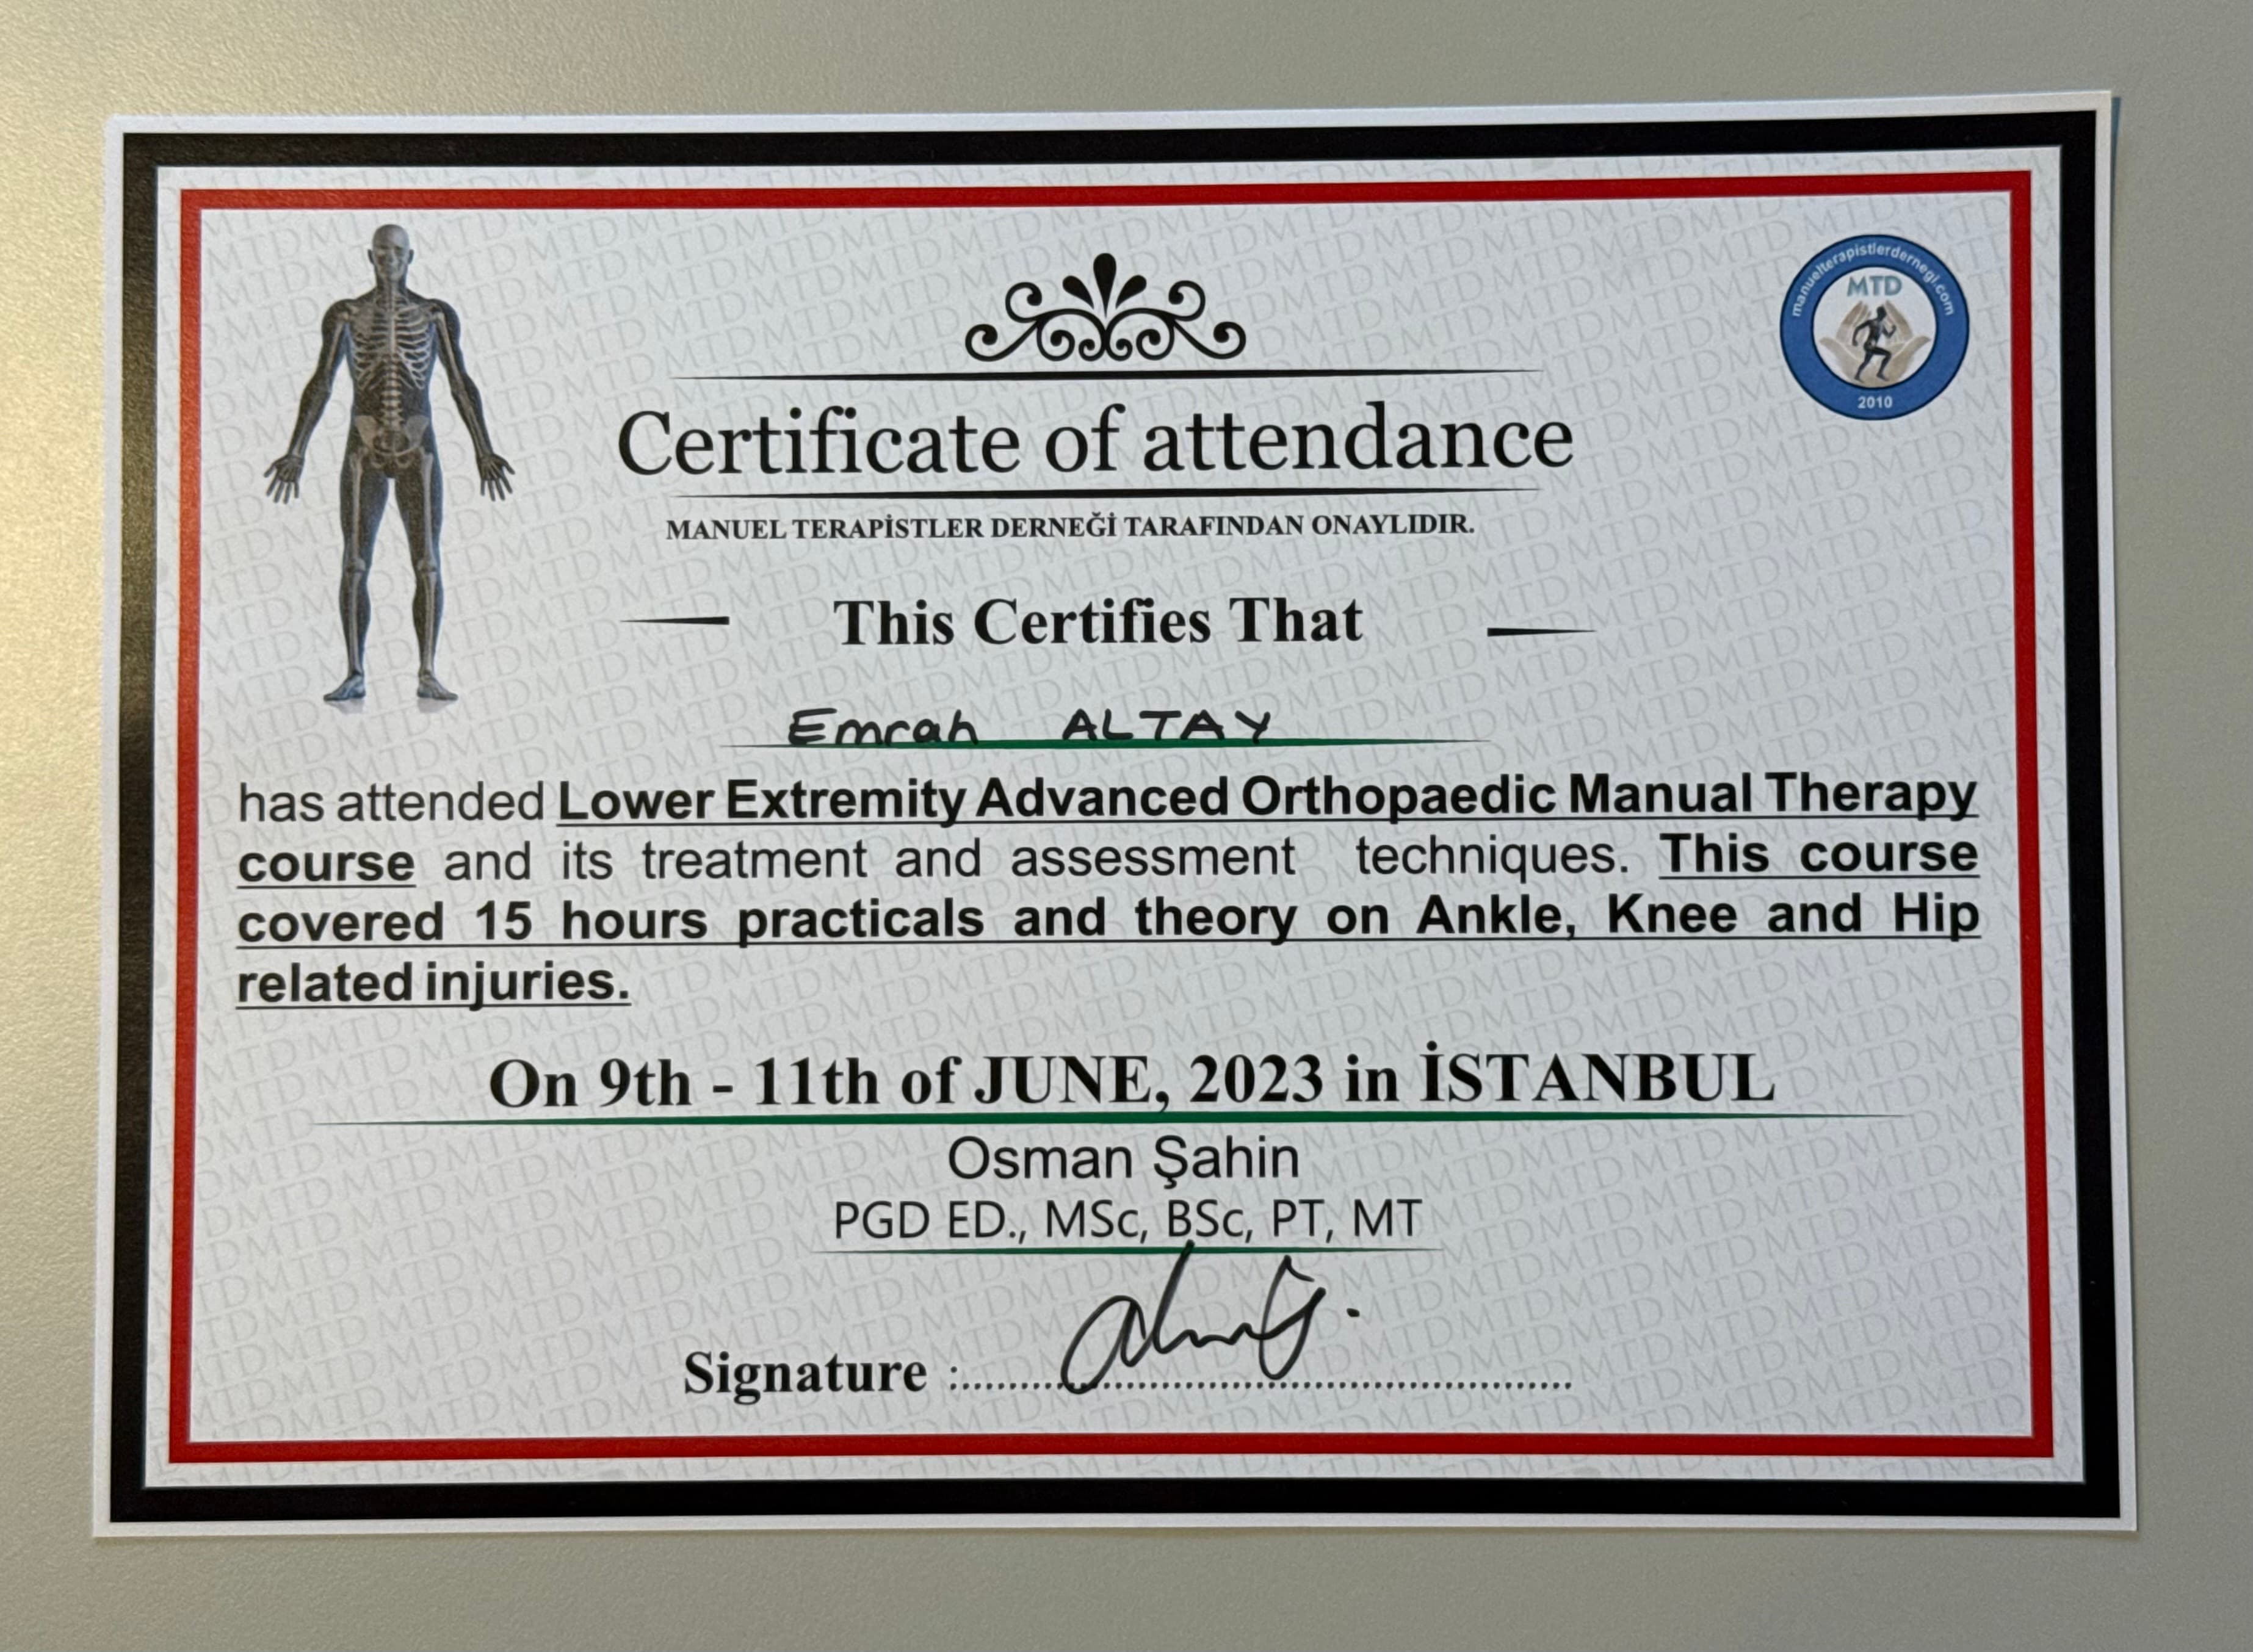 manuelterapistlerdernegi.com
MTD
2010
Certificate of attendance
MANUEL TERAPİSTLER DERNEĞİ TARAFINDAN ONAYLIDIR.
This Certifies That
Emrah ALTAY
has attended Lower Extremity Advanced Orthopaedic Manual Therapy
course and its treatment and assessment techniques. This course
covered 15 hours practicals and theory on Ankle, Knee and Hip
related injuries.
On 9th - 11th of JUNE, 2023 in İSTANBUL
Osman Şahin
PGD ED., MSc, BSc, PT, MT
Signature :